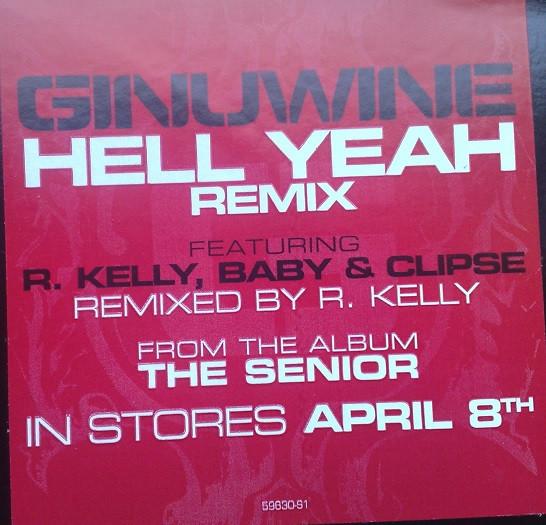 GINUWINE
HELL YEAH
REMIX
FEATURING
R. KELLY, BABY & CLIPSE
REMIXED BY R. KELLY
FROM THE ALBUM
THE SENIOR
IN STORES APRIL 8TH
59630-S1